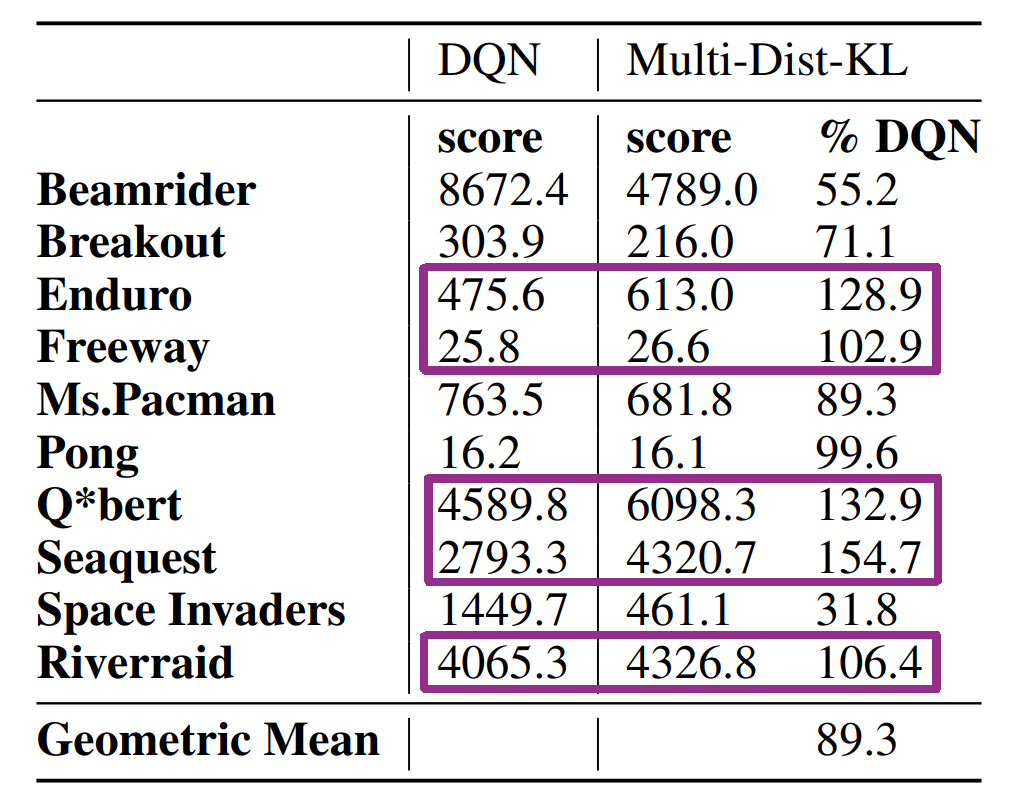 DQN Multi-Dist-KL
score score % DQN
Beamrider 8672.4 4789.0 55.2
Breakout 303.9 216.0 71.1
Enduro 475.6 613.0 128.9
Freeway 25.8 26.6 102.9
Ms.Pacman 763.5 681.8 89.3
Pong 16.2 16.1 99.6
Q*bert 4589.8 6098.3 132.9
Seaquest 2793.3 4320.7 154.7
Space Invaders 1449.7 461.1 31.8
Riverraid 4065.3 4326.8 106.4
Geometric Mean 89.3